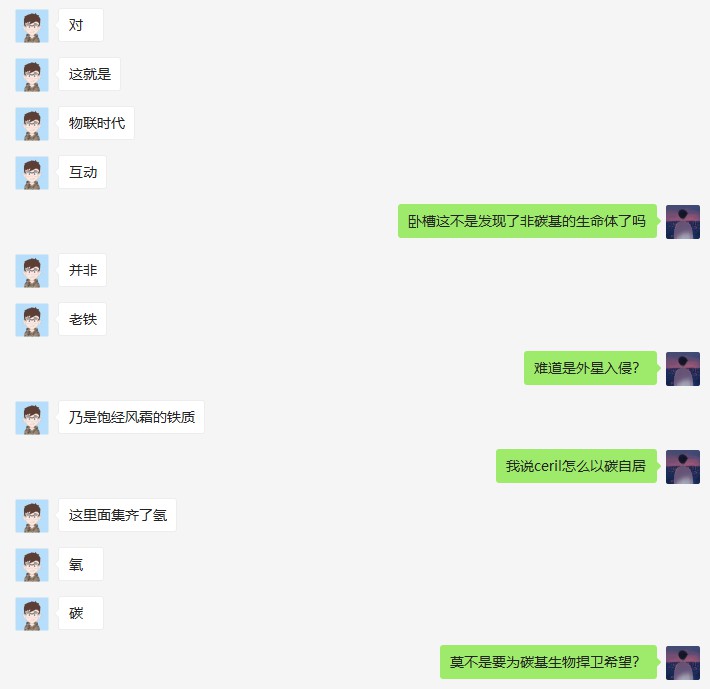 对
这就是
物联时代
互动
卧槽这不是发现了非碳基的生命体了吗
并非
老铁
难道是外星入侵？
乃是饱经风霜的铁质
我说ceril怎么以碳自居
这里面集齐了氢
氧
碳
莫不是要为碳基生物捍卫希望？